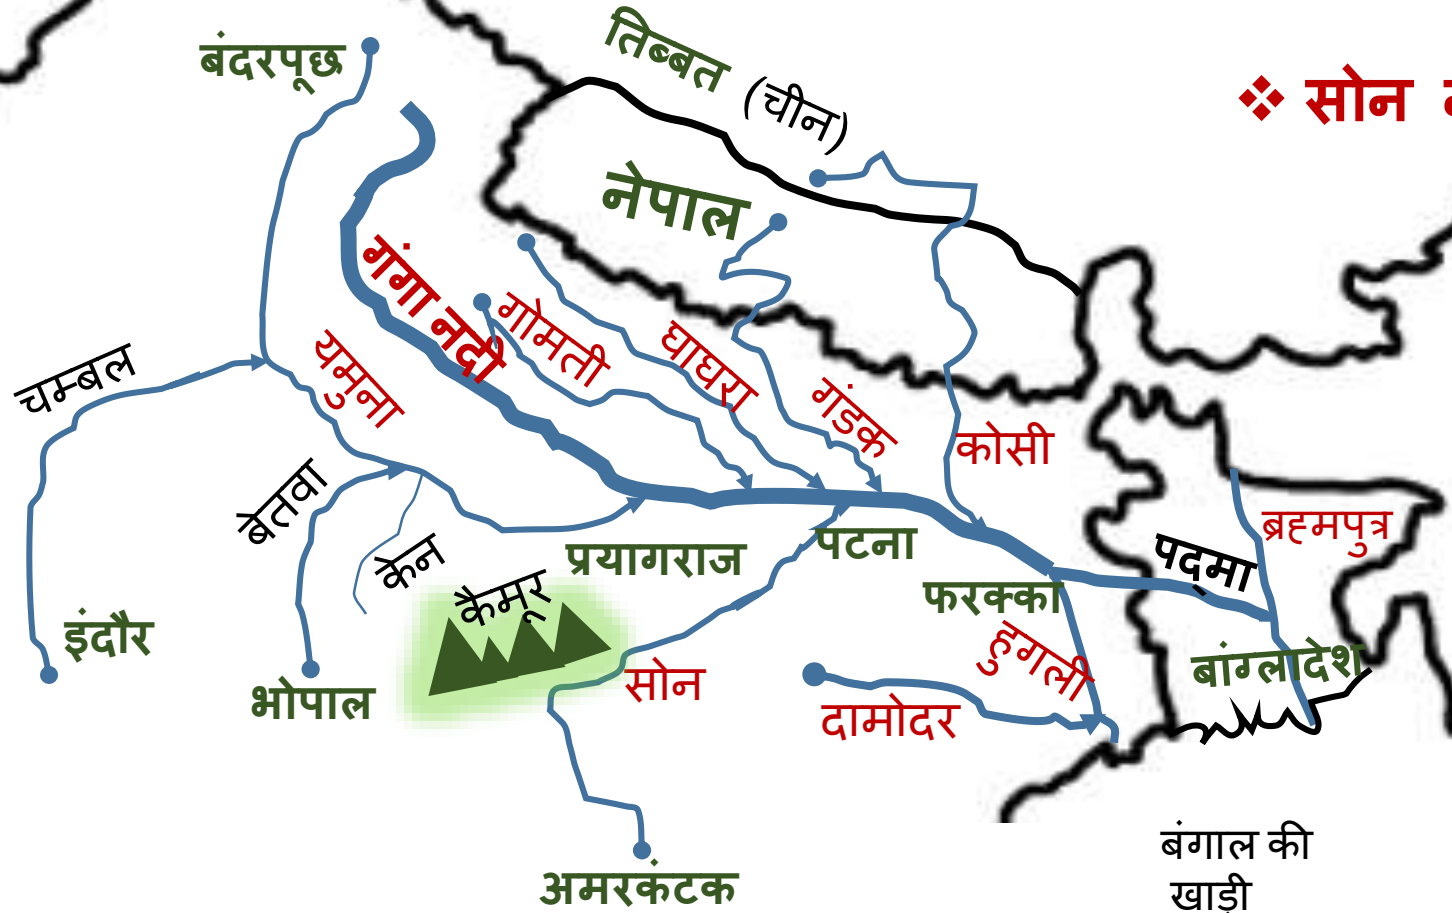 बंदरपूछ
तिब्बत (चीन)
❖ सोन
नेपाल
गंगा नदी
गोमती
घाघरा
यमुना
चम्बल
गंडक
कोसी
बेतवा
केन
ब्रह्मपुत्र
पटना
प्रयागराज
पद्मा
कैमूर
फरक्का
इंदौर
हुगली
बांग्लादेश
सोन
भोपाल
दामोदर
बंगाल की
खाड़ी
अमरकंटक